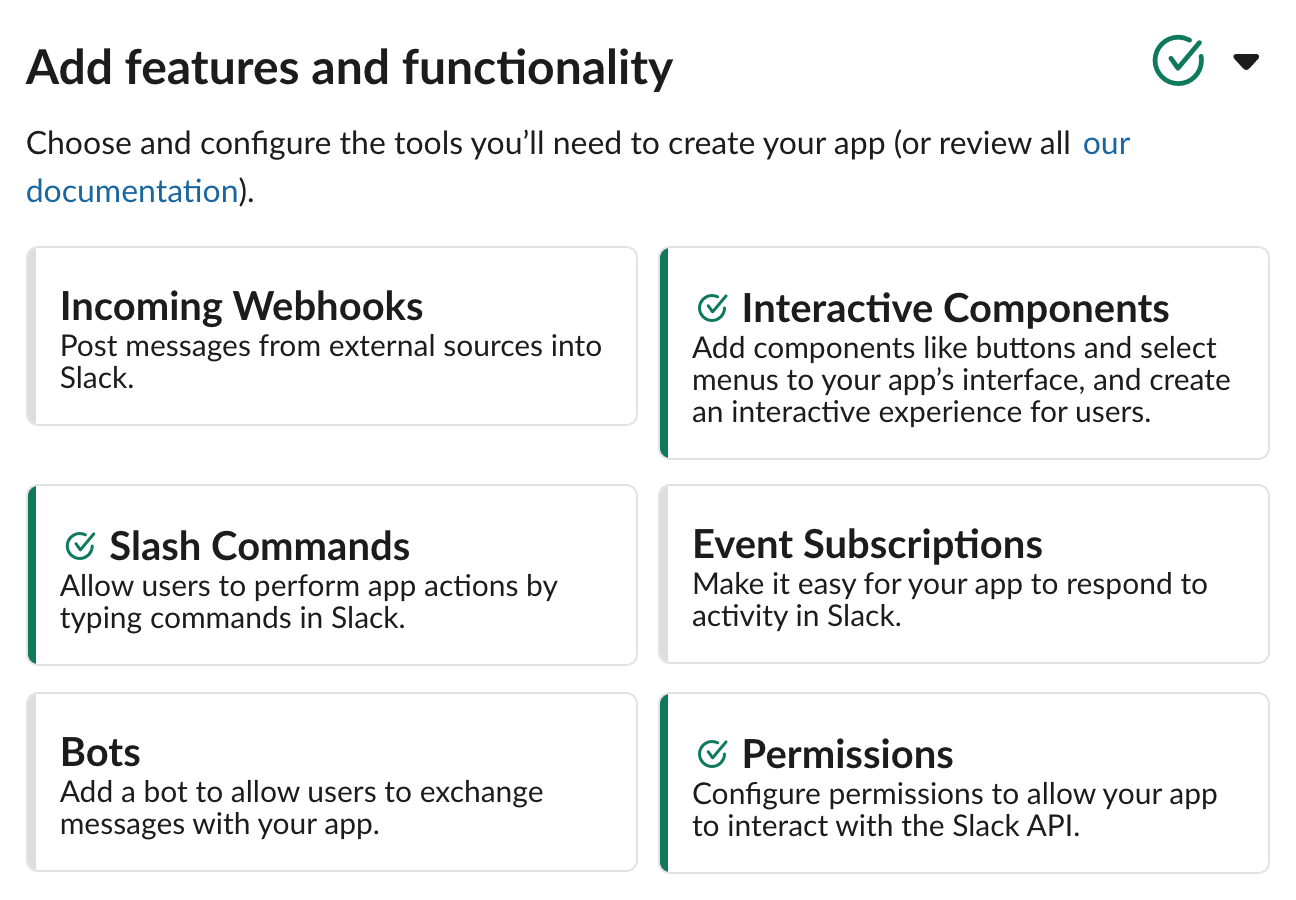 Add features and functionality
Choose and configure the tools you’ll need to create your app (or review all our
documentation).
Incoming Webhooks
Post messages from external sources into
Slack.
Interactive Components
Add components like buttons and select
menus to your app’s interface, and create
an interactive experience for users.
Slash Commands
Allow users to perform app actions by
typing commands in Slack.
Event Subscriptions
Make it easy for your app to respond to
activity in Slack.
Bots
Add a bot to allow users to exchange
messages with your app.
Permissions
Configure permissions to allow your app
to interact with the Slack API.